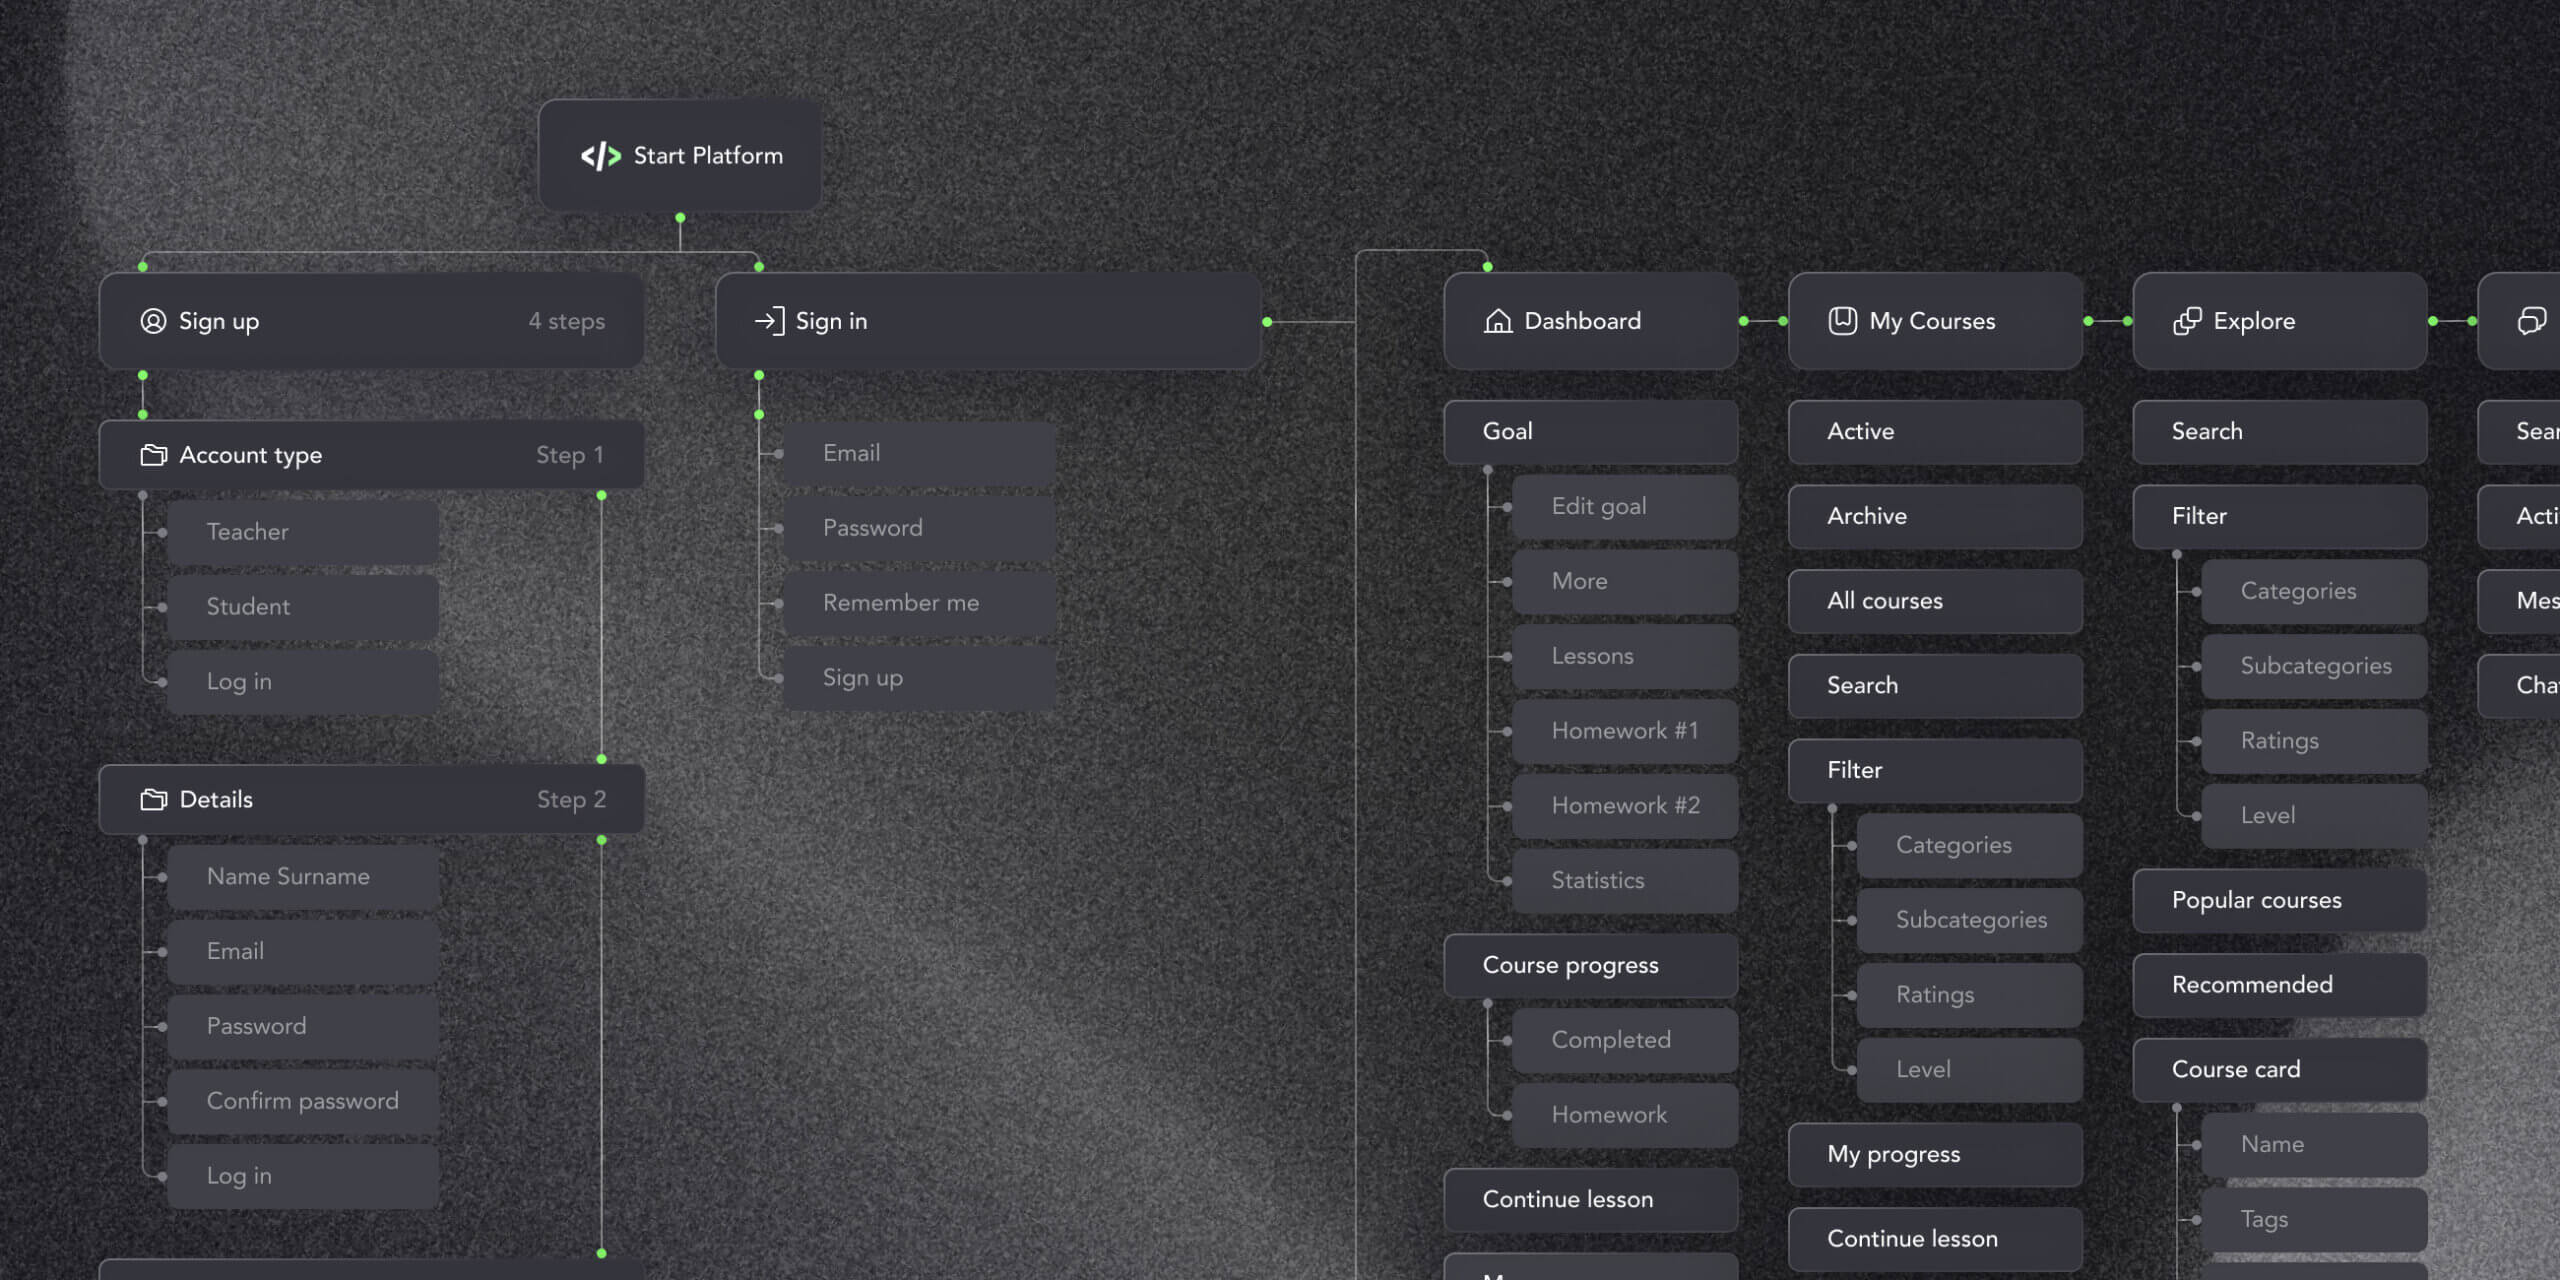 Start Platform
Sign up
4 steps
Account type
Step 1
Teacher
Student
Log in
Details
Step 2
Name Surname
Email
Password
Confirm password
Log in
Sign in
Email
Password
Remember me
Sign up
Dashboard
Goal
Edit goal
More
Lessons
Homework #1
Homework #2
Statistics
Course progress
Completed
Homework
Continue lesson
My Courses
Active
Archive
All courses
Search
Filter
Categories
Subcategories
Ratings
Level
My progress
Continue lesson
Explore
Search
Filter
Categories
Subcategories
Ratings
Level
Popular courses
Recommended
Course card
Name
Tags